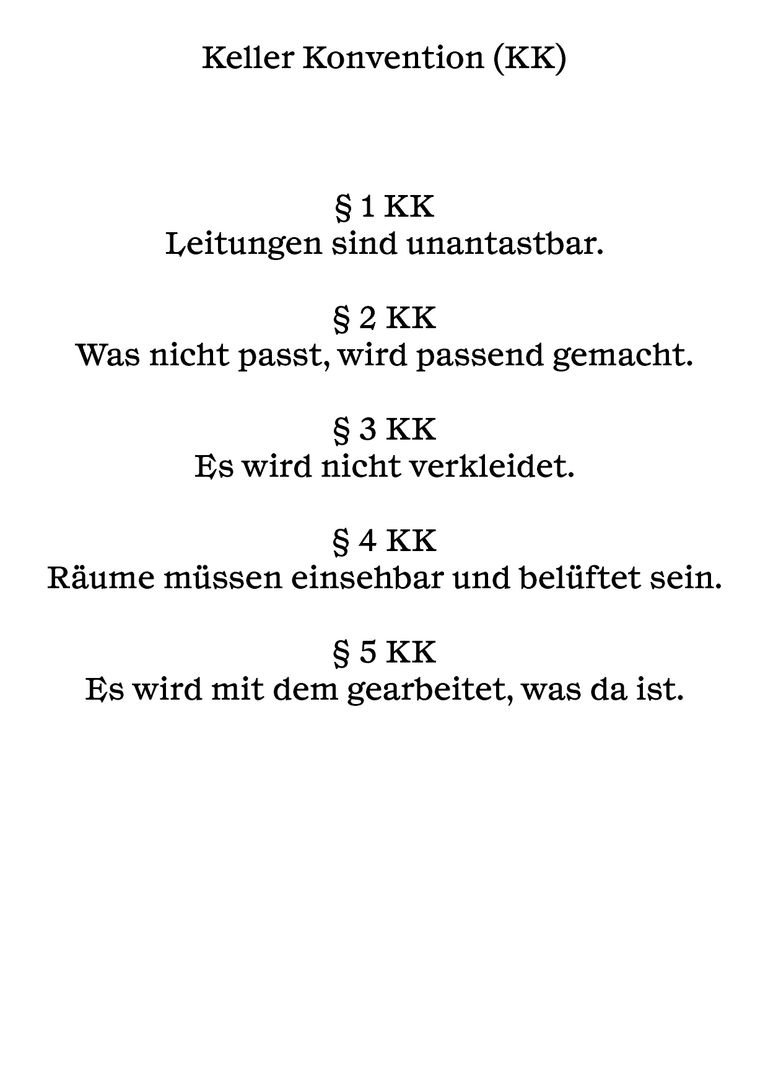 Keller Konvention (KK)
§ 1 KK
Leitungen sind unantastbar.
§ 2 KK
Was nicht passt, wird passend gemacht.
§ 3 KK
Es wird nicht verkleidet.
§ 4 KK
Räume müssen einsehbar und belüftet sein.
§ 5 KK
Es wird mit dem gearbeitet, was da ist.